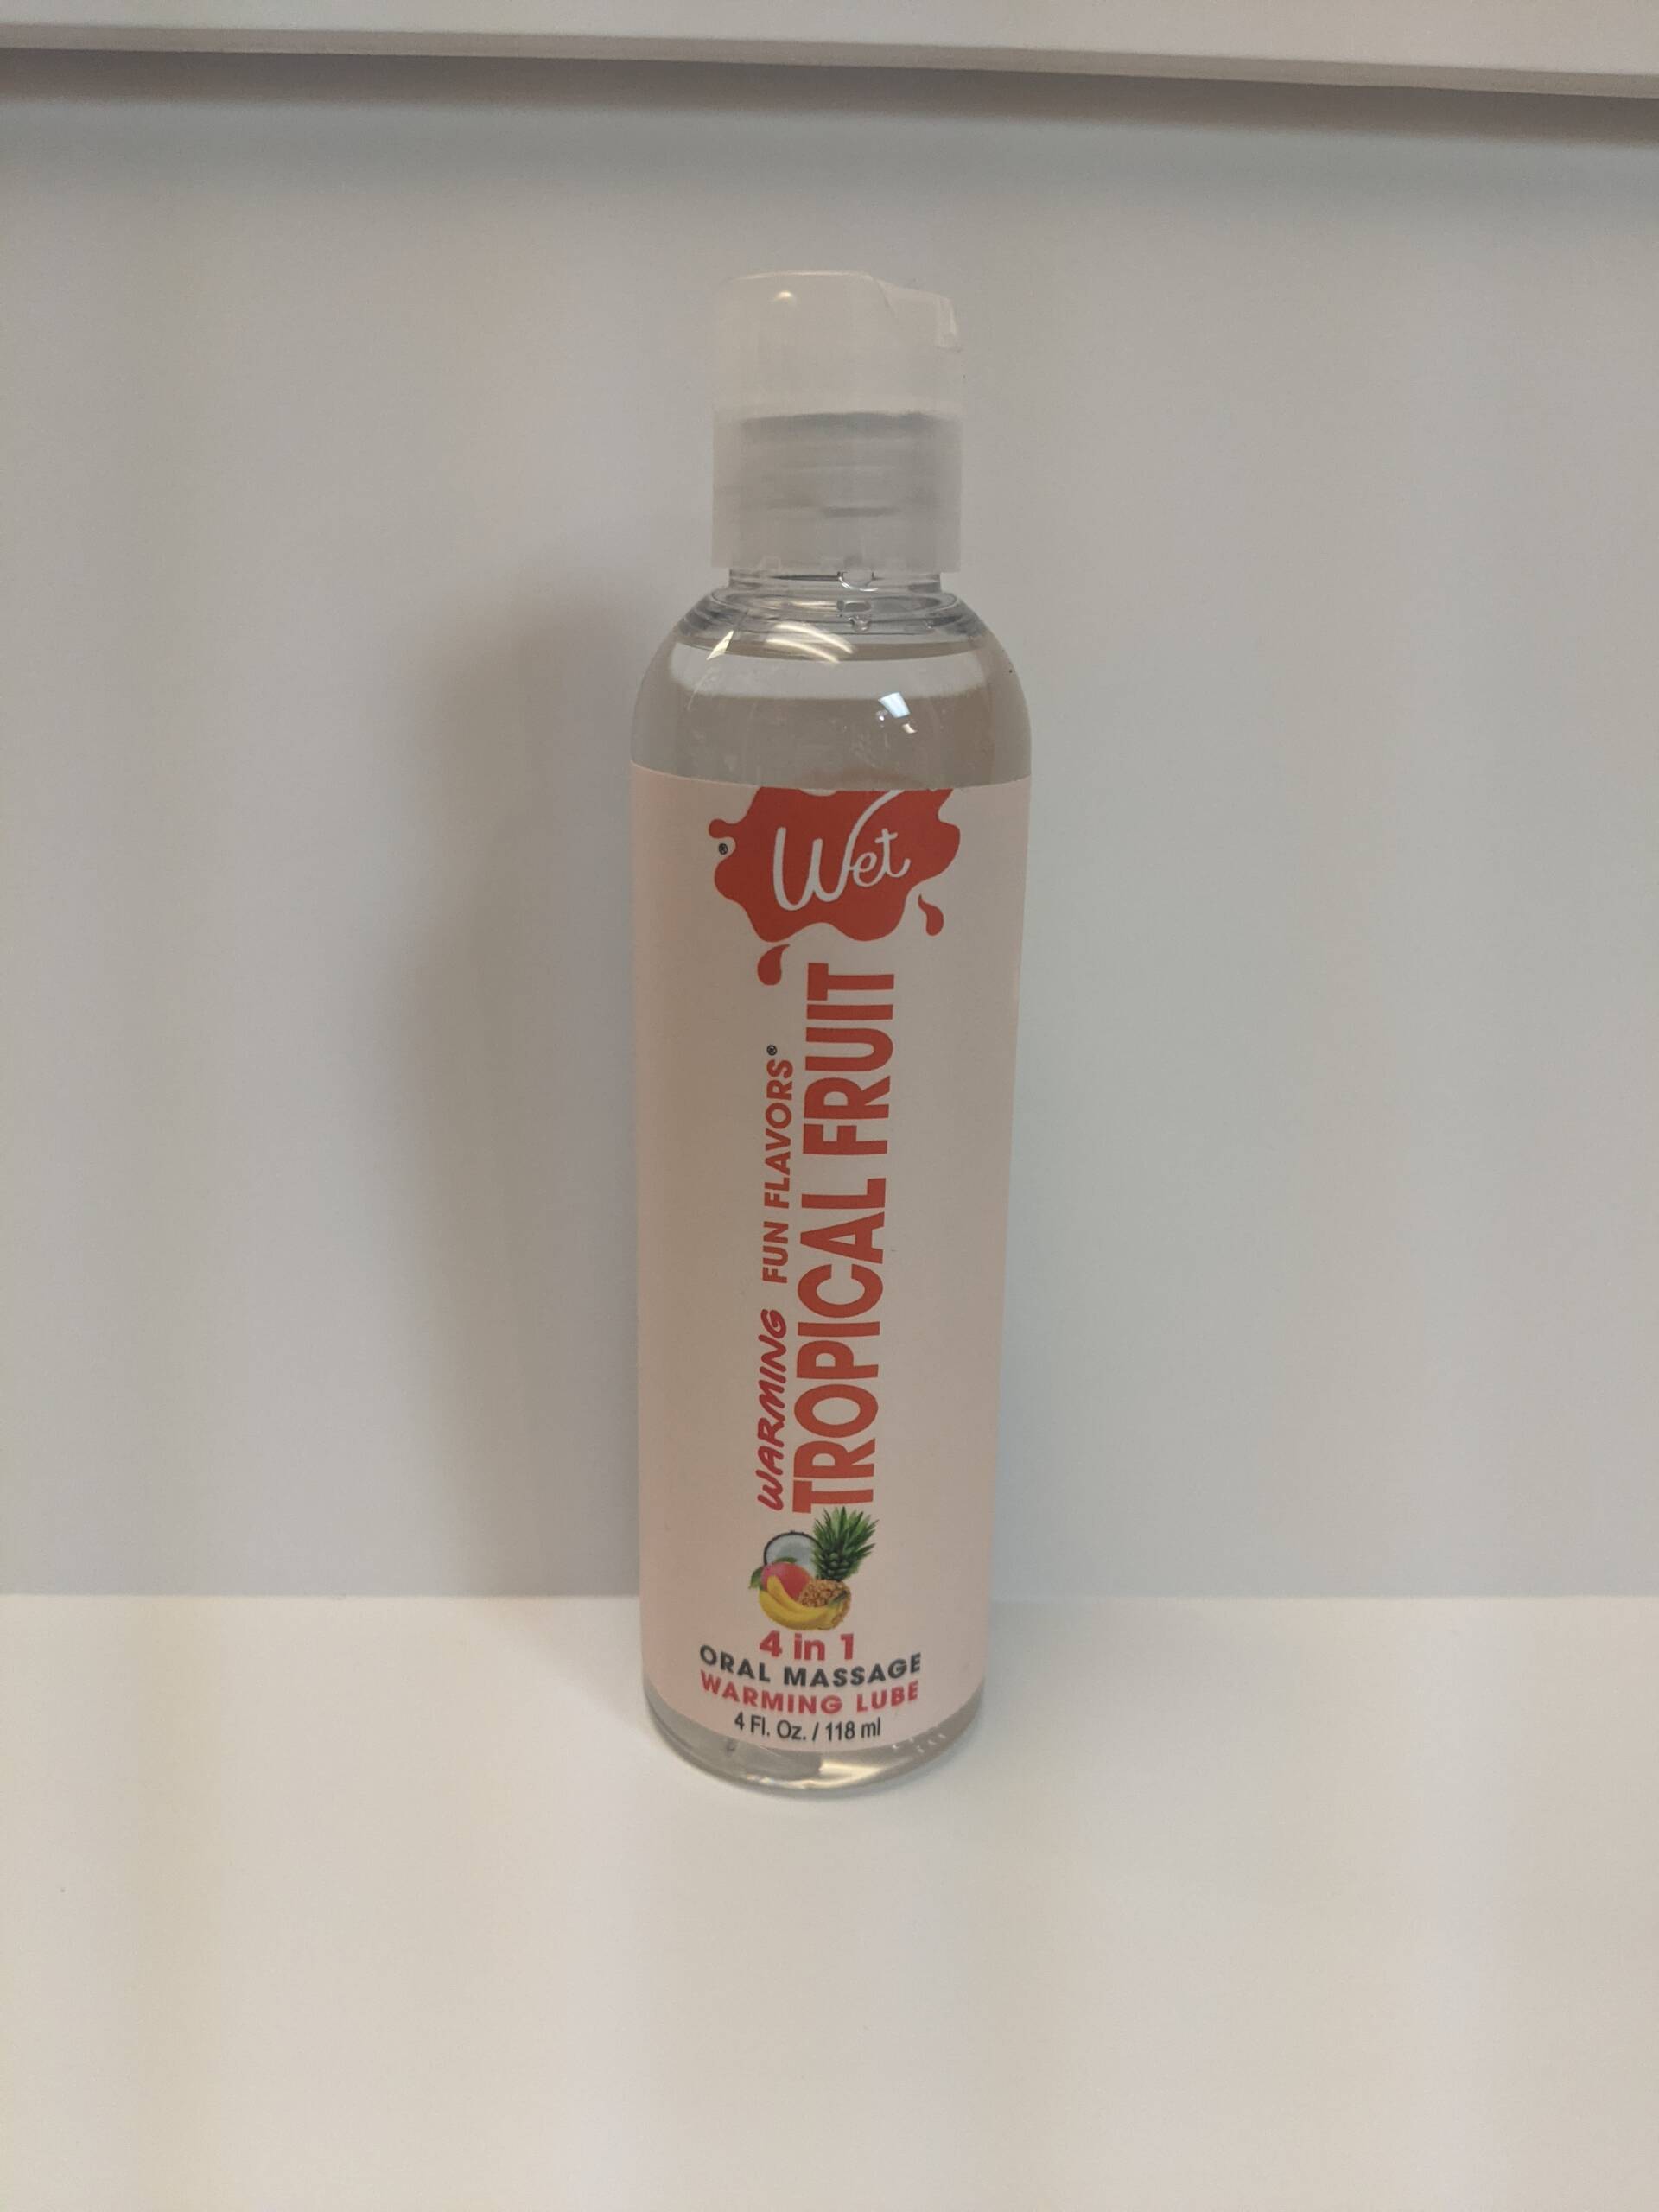 Wet®
WARMING FUN FLAVORS®
TROPICAL FRUIT
4 in 1
ORAL MASSAGE
WARMING LUBE
4 Fl. Oz. / 118 ml